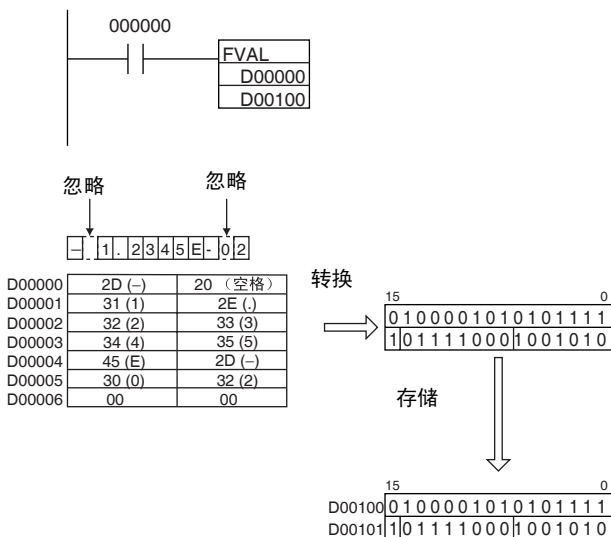 000000
FVAL
D00000
D00100
忽略 忽略
- 1.2345E-02
D00000 2D (−) 20 （空格）
D00001 31 (1) 2E (.)
D00002 32 (2) 33 (3)
D00003 34 (4) 35 (5)
D00004 45 (E) 2D (−)
D00005 30 (0) 32 (2)
D00006 00 00
转换
15 0
0100001010101111
1011110001001010
存储
15 0
D00100 0100001010101111
D00101 1011110001001010